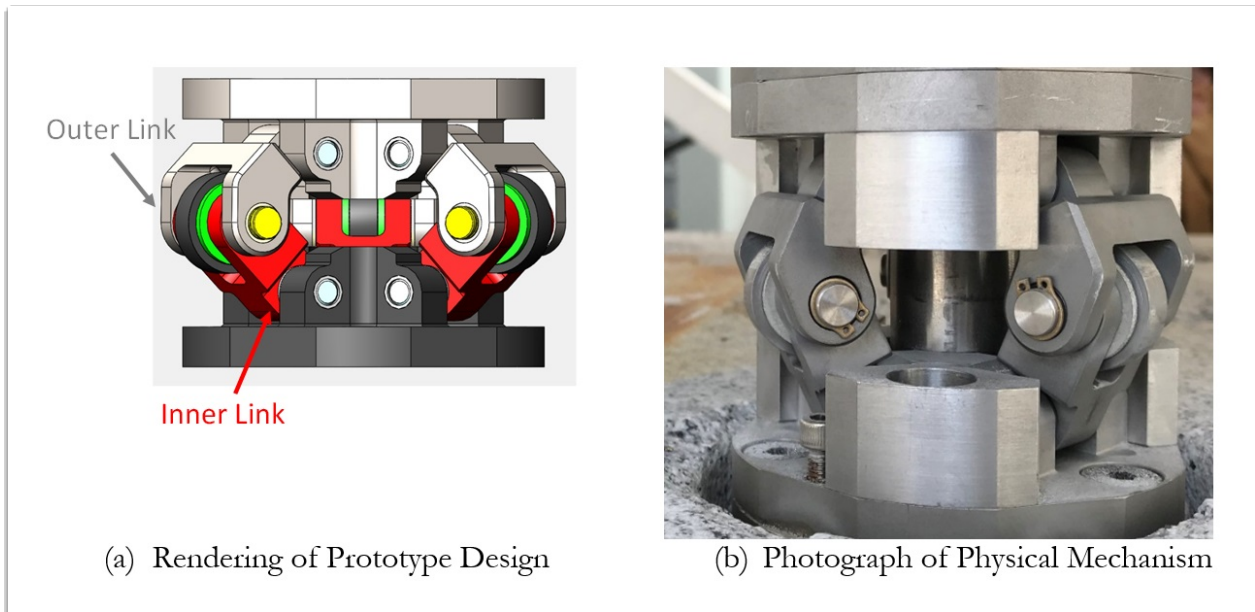 Outer Link
Inner Link
(a) Rendering of Prototype Design
(b) Photograph of Physical Mechanism